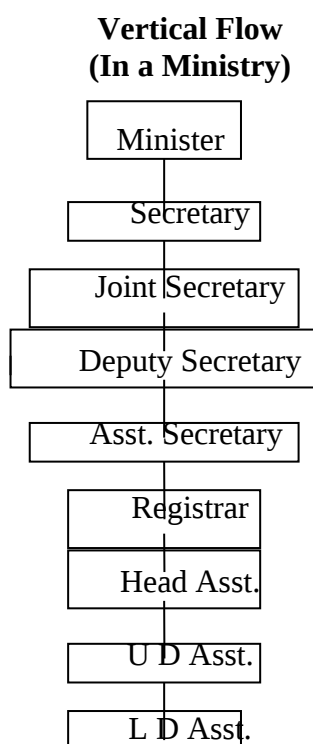 Vertical Flow
(In a Ministry)
Minister
Secretary
Joint Secretary
Deputy Secretary
Asst. Secretary
Registrar
Head Asst.
U D Asst.
L D Asst.